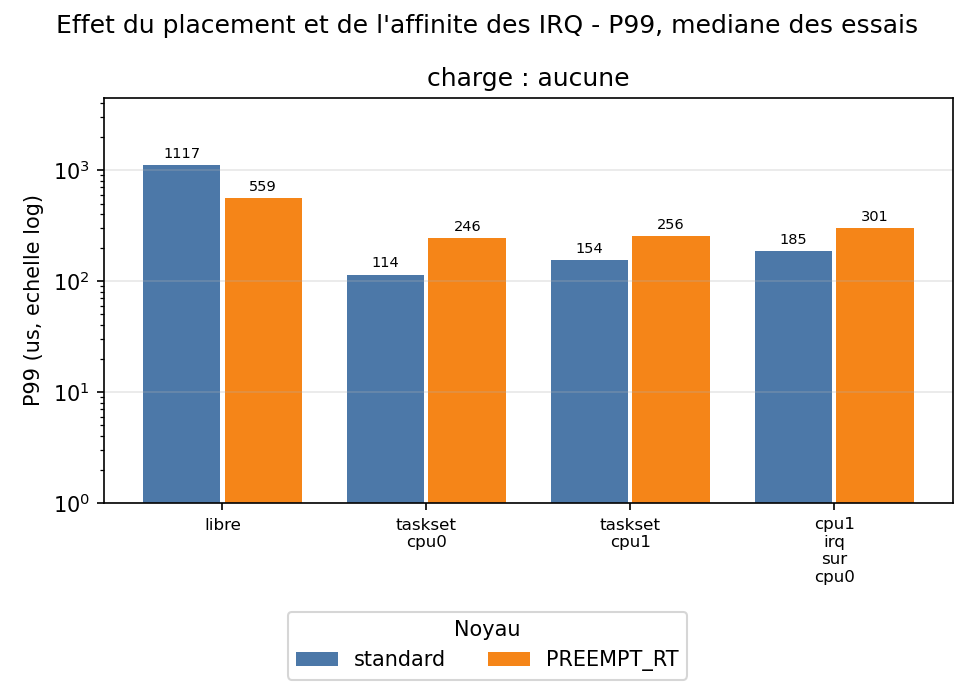 Effet du placement et de l'affinite des IRQ - P99, mediane des essais
charge : aucune
P99 (us, echelle log)
10³
10²
10¹
10⁰
1117
559
114
246
154
256
185
301
libre
taskset
cpu0
taskset
cpu1
cpu1
irq
sur
cpu0
Noyau
standard
PREEMPT_RT